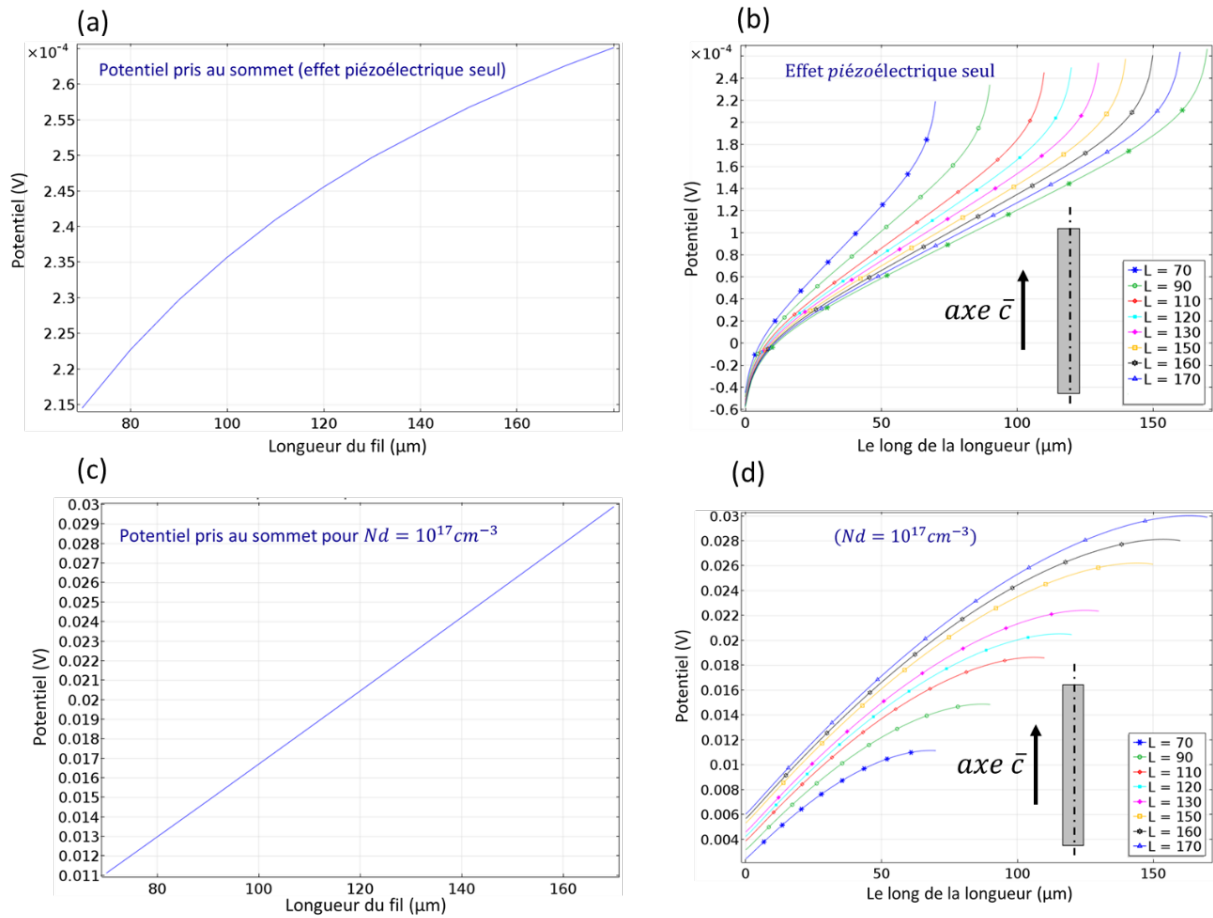 (a)
×10⁻⁴
Potentiel pris au sommet (effet piézoélectrique seul)
2.6
2.55
2.5
2.45
2.4
2.35
2.3
2.25
2.2
2.15
Potentiel (V)
80
100
120
140
160
Longueur du fil (µm)
(b)
×10⁻⁴
Effet piézoélectrique seul
2.4
2.2
2
1.8
1.6
1.4
1.2
1
0.8
0.6
0.4
0.2
0
-0.2
-0.4
-0.6
Potentiel (V)
axe c̄
L = 70
L = 90
L = 110
L = 120
L = 130
L = 150
L = 160
L = 170
0
50
100
150
Le long de la longueur (µm)
(c)
Potentiel pris au sommet pour Nd = 10¹⁷cm⁻³
0.03
0.029
0.028
0.027
0.026
0.025
0.024
0.023
0.022
0.021
0.02
0.019
0.018
0.017
0.016
0.015
0.014
0.013
0.012
0.011
Potentiel (V)
80
100
120
140
160
Longueur du fil (µm)
(d)
(Nd = 10¹⁷cm⁻³)
0.03
0.028
0.026
0.024
0.022
0.02
0.018
0.016
0.014
0.012
0.01
0.008
0.006
0.004
Potentiel (V)
axe c̄
L = 70
L = 90
L = 110
L = 120
L = 130
L = 150
L = 160
L = 170
0
50
100
150
Le long de la longueur (µm)